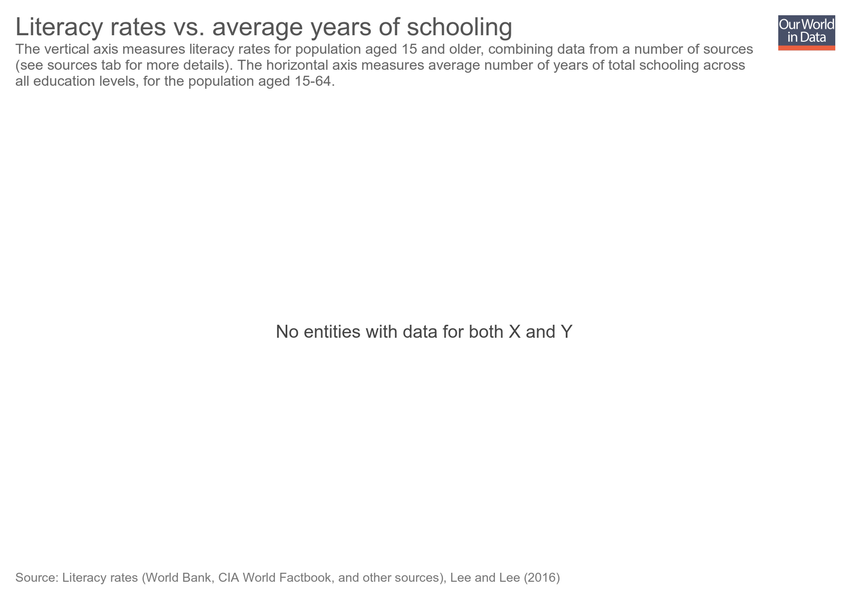 Literacy rates vs. average years of schooling
Our World
in Data
The vertical axis measures literacy rates for population aged 15 and older, combining data from a number of sources
(see sources tab for more details). The horizontal axis measures average number of years of total schooling across
all education levels, for the population aged 15-64.
No entities with data for both X and Y
Source: Literacy rates (World Bank, CIA World Factbook, and other sources), Lee and Lee (2016)